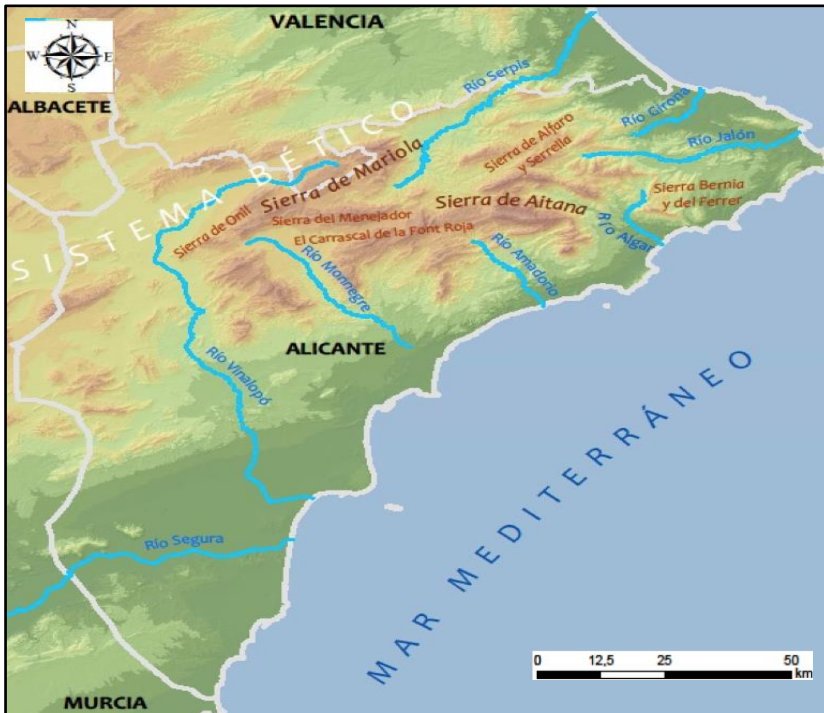 VALENCIA
N
W E
S
ALBACETE
Río Serpis
Río Girona
Río Jalón
SISTEMA BÉTICO
Sierra de Alfaro
y Serrella
Sierra de Mariola
Sierra de Onil
Sierra del Menejador
El Carrascal de la Font Roja
Sierra de Aitana
Sierra Bernia
y del Ferrer
Río Algar
Río Monnegre
Río Amadorio
ALICANTE
Río Vinalopó
MAR MEDITERRÁNEO
Río Segura
0 12,5 25 50
km
MURCIA